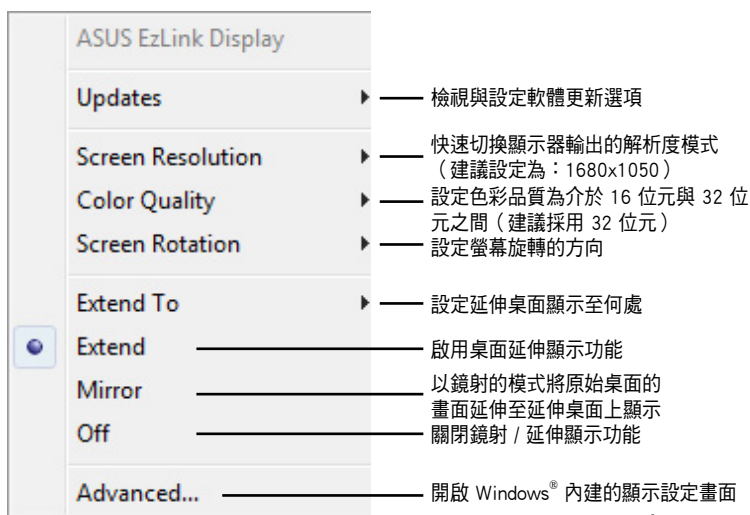 ASUS EzLink Display
Updates 檢視與設定軟體更新選項
Screen Resolution 快速切換顯示器輸出的解析度模式
（建議設定為：1680x1050）
Color Quality 設定色彩品質為介於 16 位元與 32 位
元之間（建議採用 32 位元）
Screen Rotation 設定螢幕旋轉的方向
Extend To 設定延伸桌面顯示至何處
Extend 啟用桌面延伸顯示功能
Mirror 以鏡射的模式將原始桌面的
畫面延伸至延伸桌面上顯示
Off 關閉鏡射 / 延伸顯示功能
Advanced... 開啟 Windows® 內建的顯示設定畫面